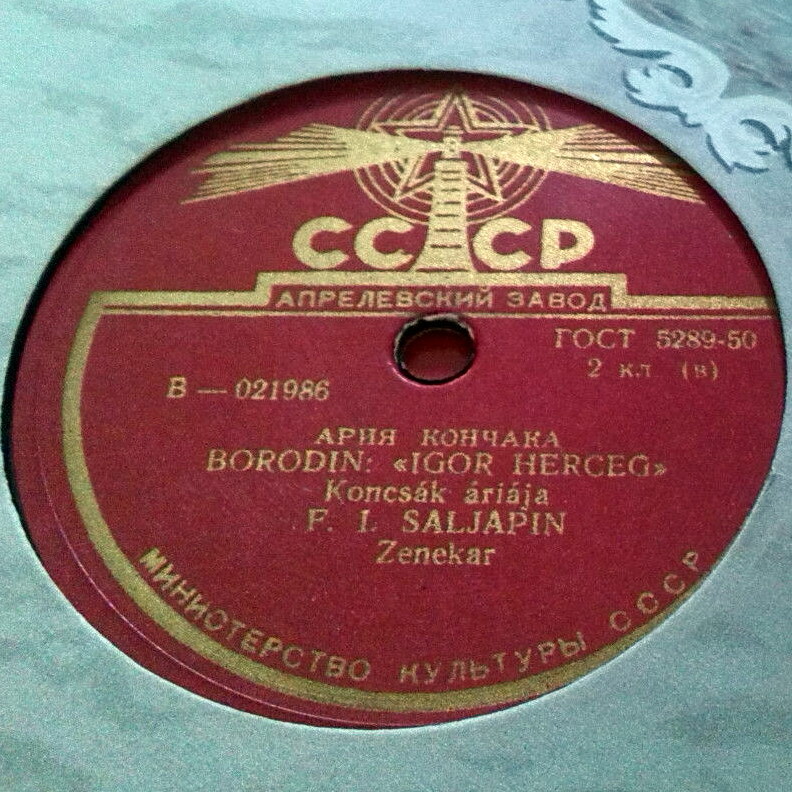 СССР
АПРЕЛЕВСКИЙ ЗАВОД
ГОСТ 5289-50
2 кл (в)
В — 021986
АРИЯ КОНЧАКА
BORODIN: «IGOR HERCEG»
Koncsák áriája
F. I. SALJAPIN
Zenekar
МИНИСТЕРСТВО КУЛЬТУРЫ СССР